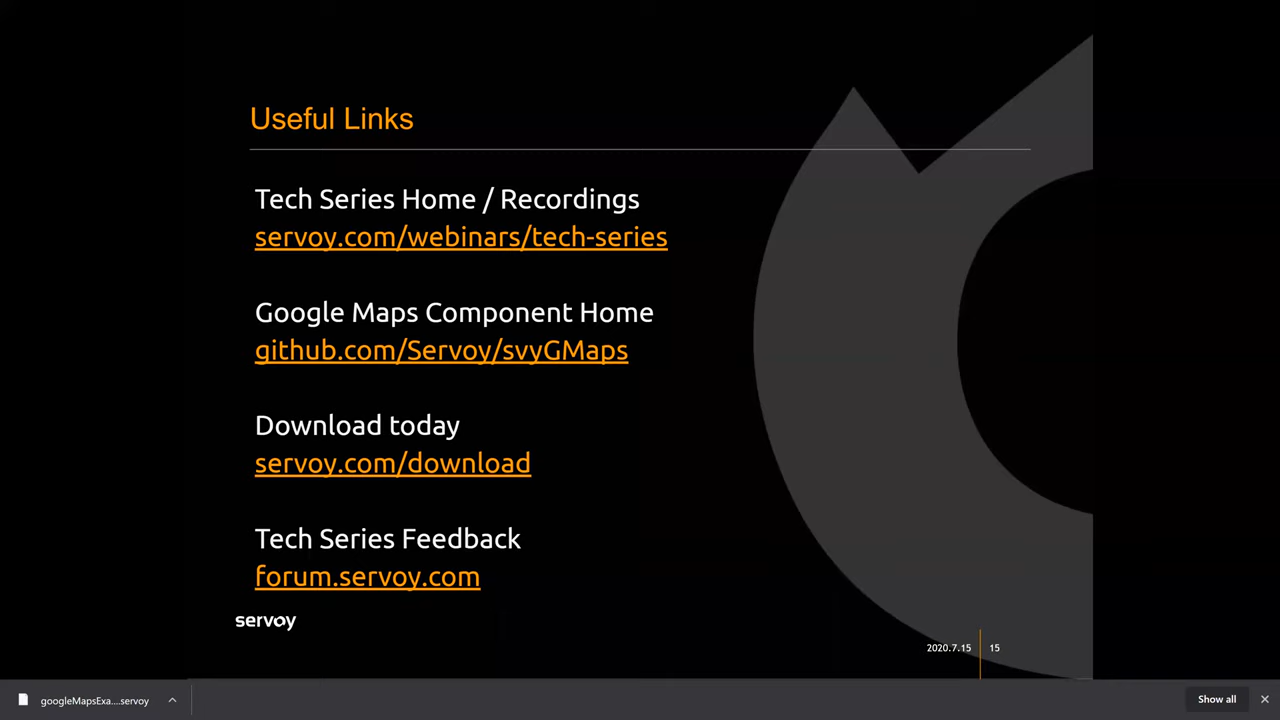 Useful Links
Tech Series Home / Recordings
servoy.com/webinars/tech-series
Google Maps Component Home
github.com/Servoy/svyGMaps
Download today
servoy.com/download
Tech Series Feedback
forum.servoy.com
servoy
2020.7.15 15
googleMapsExa....servoy
Show all